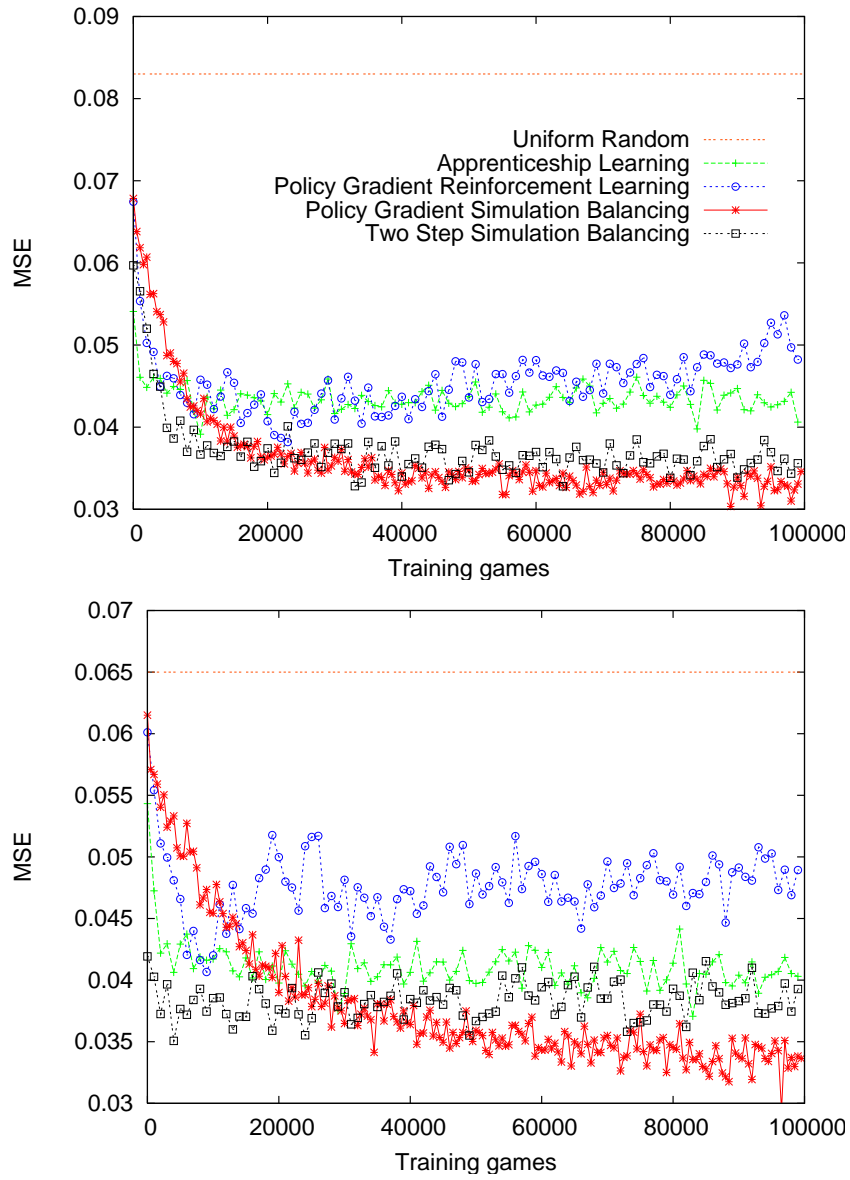 0.09
0.08
0.07
0.06
0.05
0.04
0.03
MSE
Uniform Random
Apprenticeship Learning
Policy Gradient Reinforcement Learning
Policy Gradient Simulation Balancing
Two Step Simulation Balancing
0 20000 40000 60000 80000 100000
Training games
0.07
0.065
0.06
0.055
0.05
0.045
0.04
0.035
0.03
MSE
0 20000 40000 60000 80000 100000
Training games